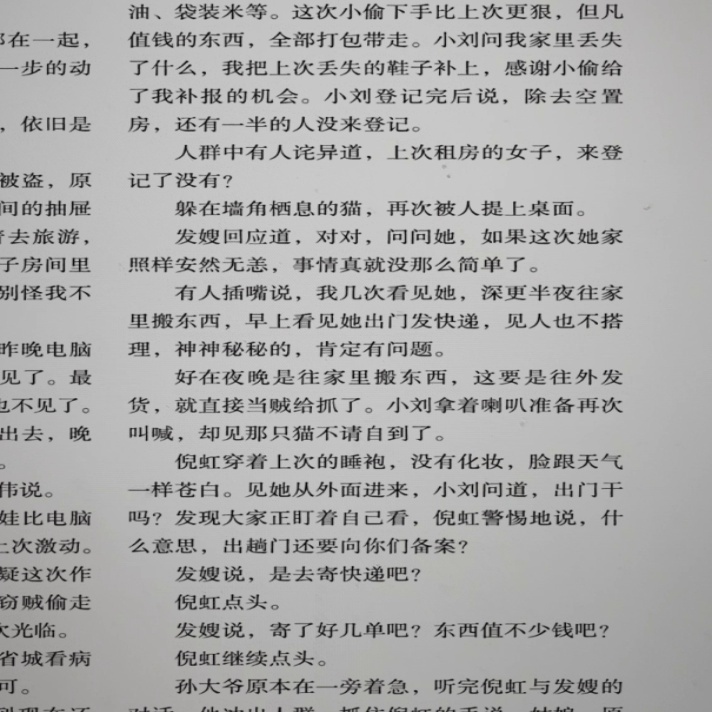 邻在一起，
一步的动
，依旧是
被盗，原
间的抽屉
去旅游，
子房间里
别怪我不
昨晚电脑
见了。最
也不见了。
出去，晚
。
伟说。
娃比电脑
上次激动。
疑这次作
窃贼偷走
次光临。
省城看病
可。
油、袋装米等。这次小偷下手比上次更狠，但凡
值钱的东西，全部打包带走。小刘问我家里丢失
了什么，我把上次丢失的鞋子补上，感谢小偷给
了我补报的机会。小刘登记完后说，除去空置
房，还有一半的人没来登记。
人群中有人诧异道，上次租房的女子，来登
记了没有？
躲在墙角栖息的猫，再次被人提上桌面。
发嫂回应道，对对，问问她，如果这次她家
照样安然无恙，事情真就没那么简单了。
有人插嘴说，我几次看见她，深更半夜往家
里搬东西，早上看见她出门发快递，见人也不搭
理，神神秘秘的，肯定有问题。
好在夜晚是往家里搬东西，这要是往外发
货，就直接当贼给抓了。小刘拿着喇叭准备再次
叫喊，却见那只猫不请自到了。
倪虹穿着上次的睡袍，没有化妆，脸跟天气
一样苍白。见她从外面进来，小刘问道，出门干
吗？发现大家正盯着自己看，倪虹警惕地说，什
么意思，出趟门还要向你们备案？
发嫂说，是去寄快递吧？
倪虹点头。
发嫂说，寄了好几单吧？东西值不少钱吧？
倪虹继续点头。
孙大爷原本在一旁着急，听完倪虹与发嫂的